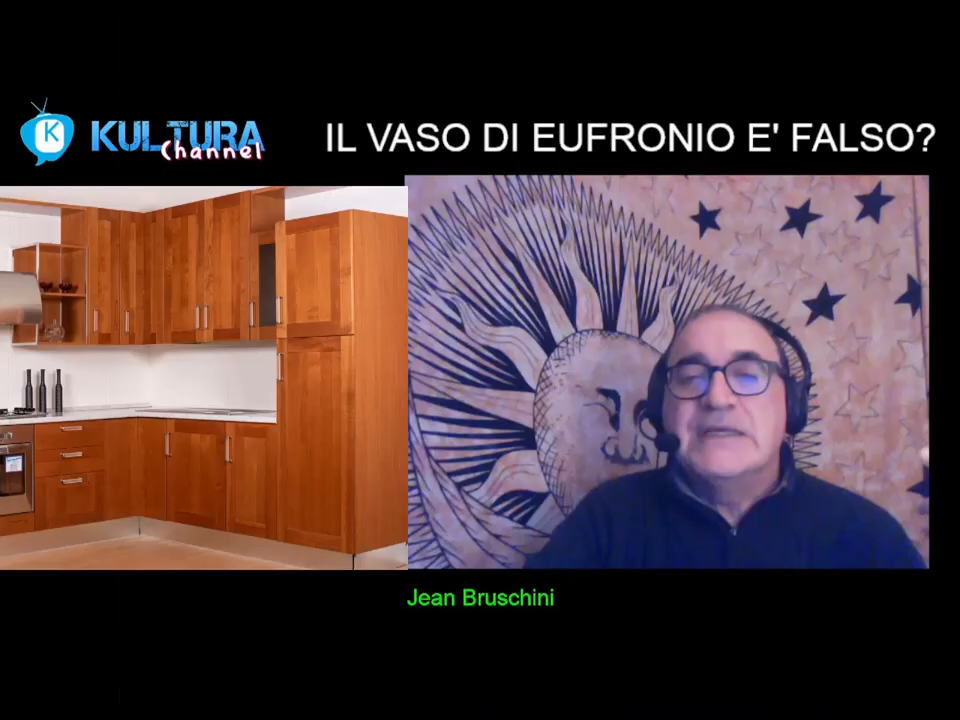 K KULTURA
Channel
IL VASO DI EUFRONIO E' FALSO?
Jean Bruschini